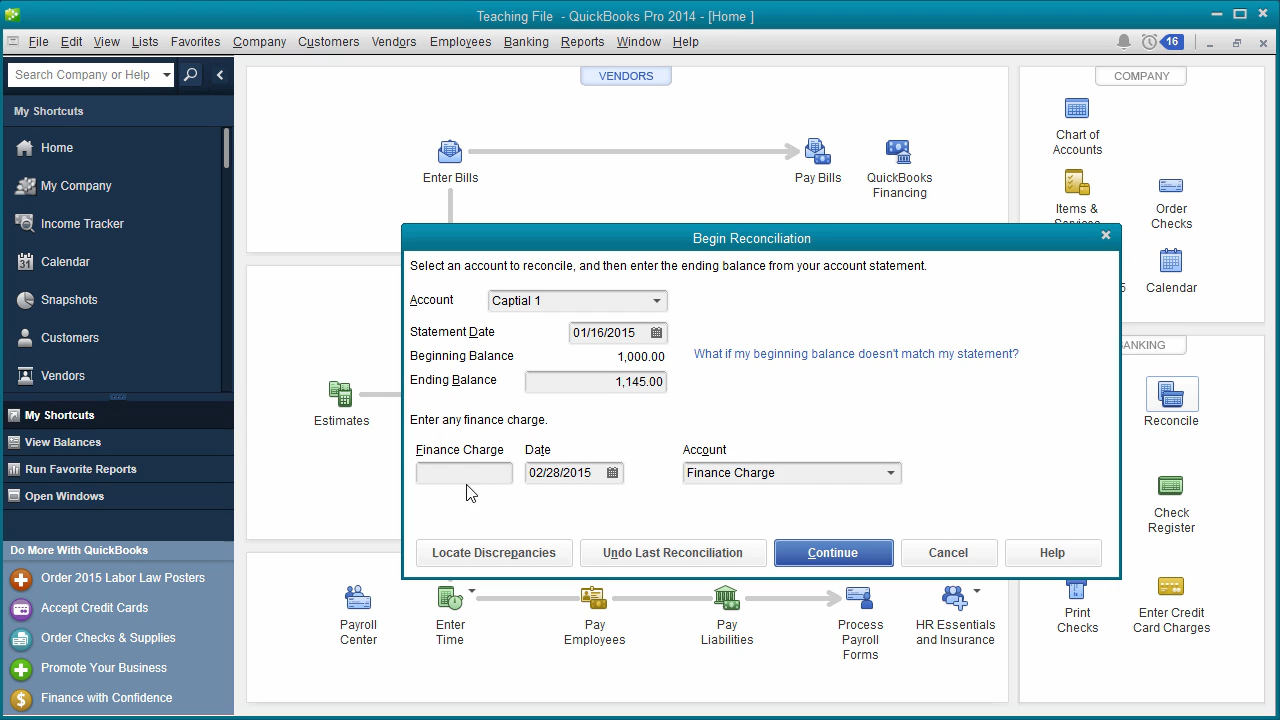 Teaching File - QuickBooks Pro 2014 - [Home ]
File Edit View Lists Favorites Company Customers Vendors Employees Banking Reports Window Help 16
Search Company or Help
My Shortcuts
Home
My Company
Income Tracker
31 Calendar
Snapshots
Customers
Vendors
My Shortcuts
View Balances
Run Favorite Reports
Open Windows
Do More With QuickBooks
Order 2015 Labor Law Posters
Accept Credit Cards
Order Checks & Supplies
Promote Your Business
Finance with Confidence
VENDORS
Enter Bills
Pay Bills
QuickBooks
Financing
COMPANY
Chart of
Accounts
Items &
Services
Order
Checks
Calendar
Estimates
Begin Reconciliation
Select an account to reconcile, and then enter the ending balance from your account statement.
Account Captial 1
Statement Date 01/16/2015
Beginning Balance 1,000.00
What if my beginning balance doesn't match my statement?
Ending Balance 1,145.00
Enter any finance charge.
Finance Charge Date Account
02/28/2015 Finance Charge
Locate Discrepancies Undo Last Reconciliation Continue Cancel Help
ANKING
Reconcile
Check
Register
Print
Checks
Enter Credit
Card Charges
Payroll
Center
Enter
Time
Pay
Employees
Pay
Liabilities
Process
Payroll
Forms
HR Essentials
and Insurance